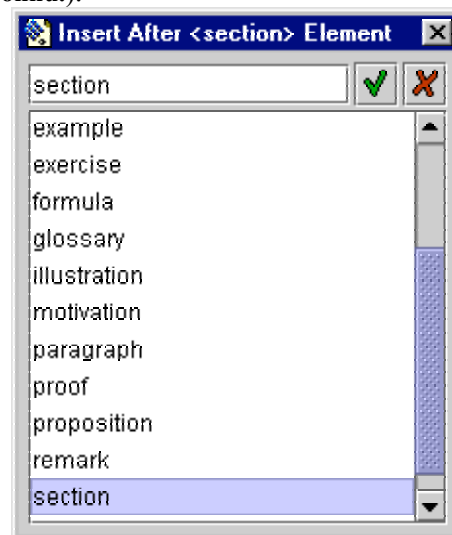 Insert After <section> Element
section
example
exercise
formula
glossary
illustration
motivation
paragraph
proof
proposition
remark
section